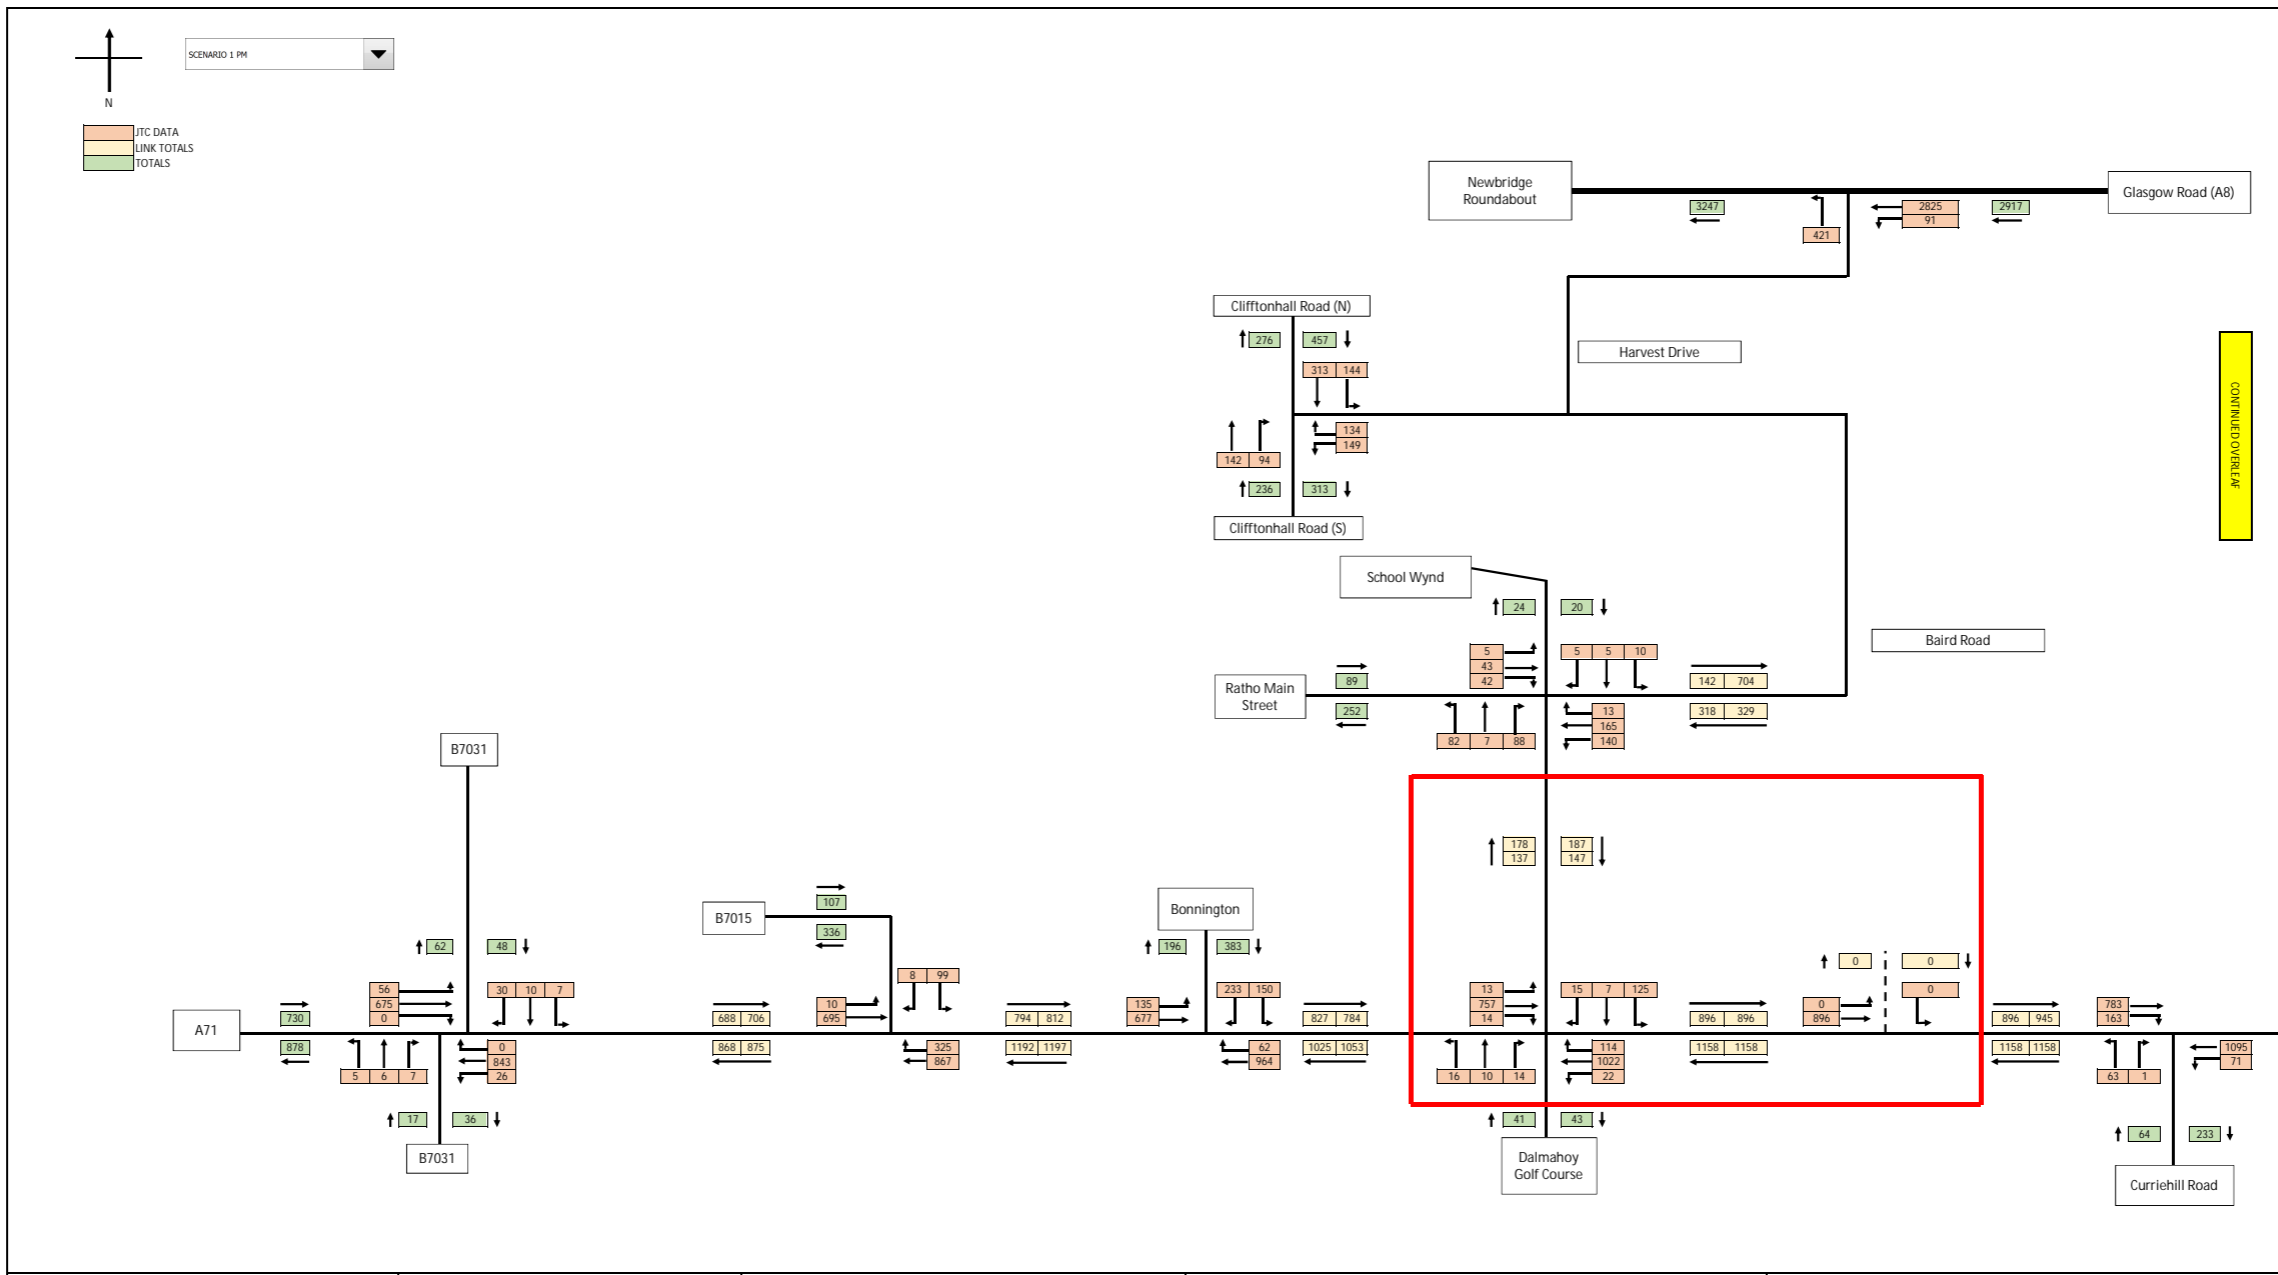 SCENARIO 1 PM
N
JTC DATA
LINK TOTALS
TOTALS
Newbridge
Roundabout
Glasgow Road (A8)
3247
2825
2917
91
421
Clifftonhall Road (N)
276 457
Harvest Drive
313 144
134
149
142 94
236 313
Clifftonhall Road (S)
CONTINUED OVERLEAF
School Wynd
24 20
Baird Road
5
43
42
5 5 10
Ratho Main
Street
89
252
142 704
318 329
13
165
140
82 7 88
B7031
178
137
187
147
B7015
107
336
Bonnington
196 383
62 48
56
675
0
30 10 7
A71
730
878
0
843
26
5 6 7
17 36
B7031
688 706
868 875
8 99
10
695
325
867
794 812
1192 1197
135
677
233 150
62
964
827 784
1025 1053
13
757
14
15 7 125
114
1022
22
16 10 14
41 43
Dalmahoy
Golf Course
896 896
1158 1158
0 0
0
896
0
896 945
1158 1158
783
163
1095
71
63 1
64 233
Curriehill Road